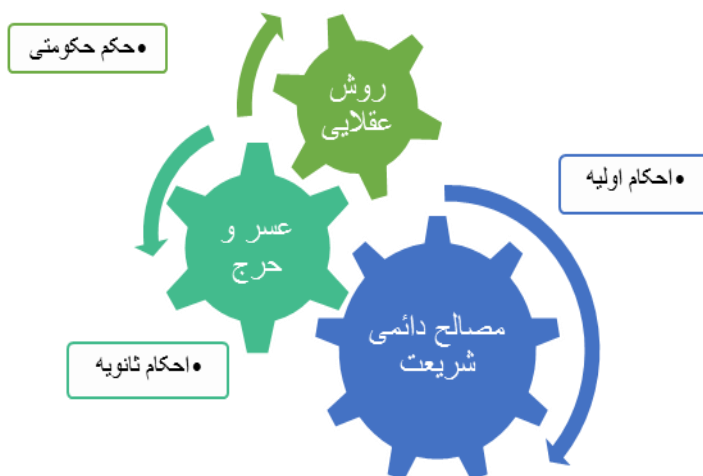 • حکم حکومتی
روش
عقلایی
• احکام اولیه
عسر و
حرج
مصالح دائمی
شریعت
• احکام ثانویه